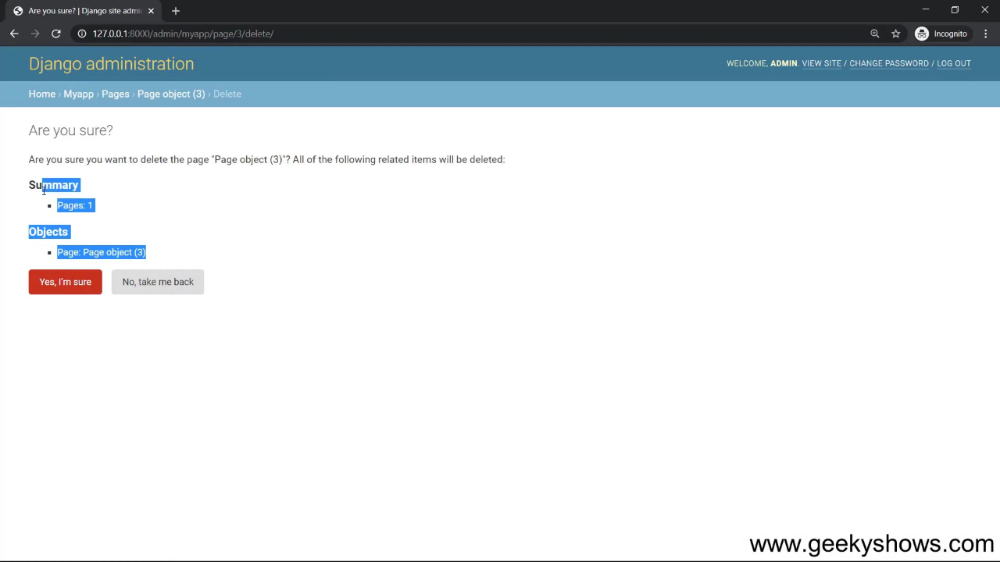 Are you sure? | Django site admin
127.0.0.1:8000/admin/myapp/page/3/delete/
Incognito
Django administration
WELCOME, ADMIN. VIEW SITE / CHANGE PASSWORD / LOG OUT
Home › Myapp › Pages › Page object (3) › Delete
Are you sure?
Are you sure you want to delete the page "Page object (3)"? All of the following related items will be deleted:
Summary
Pages: 1
Objects
Page: Page object (3)
Yes, I'm sure
No, take me back
www.geekyshows.com